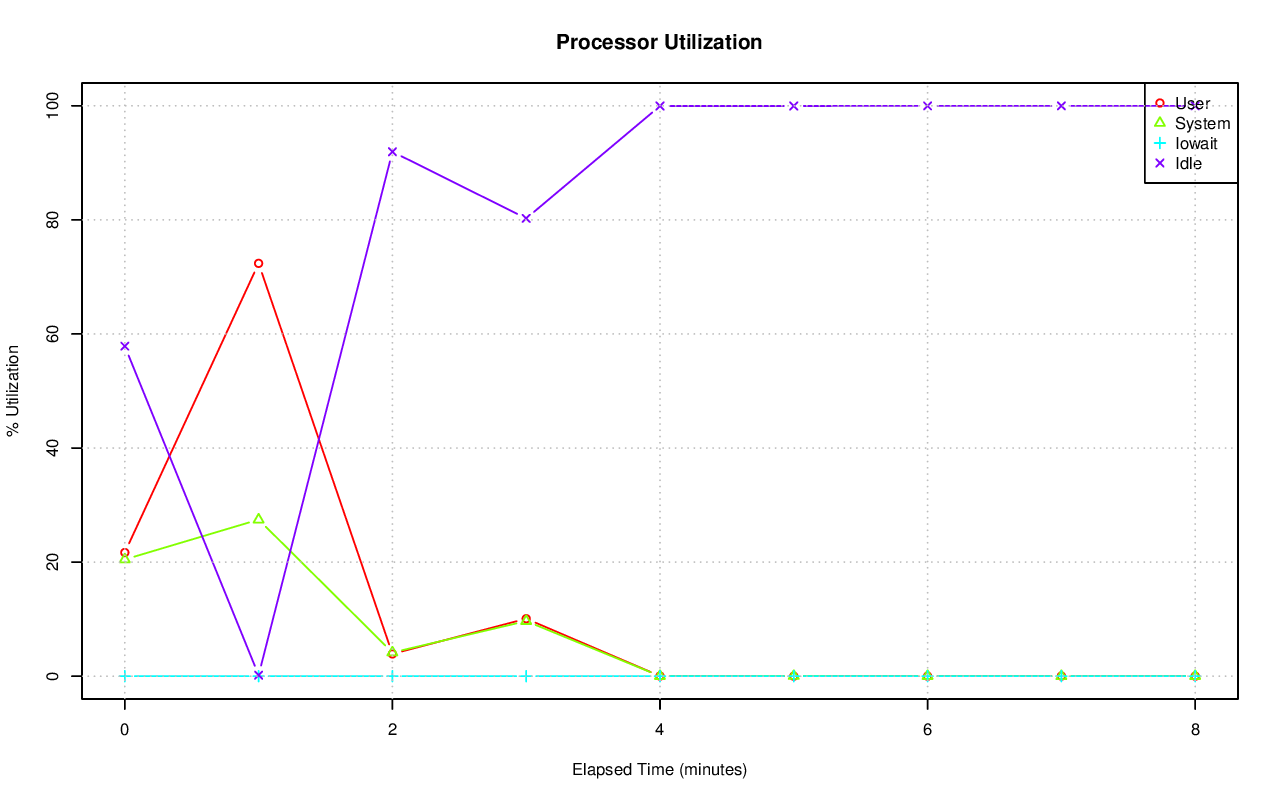 Processor Utilization
% Utilization
100
80
60
40
20
0
User
System
Iowait
Idle
0 2 4 6 8
Elapsed Time (minutes)